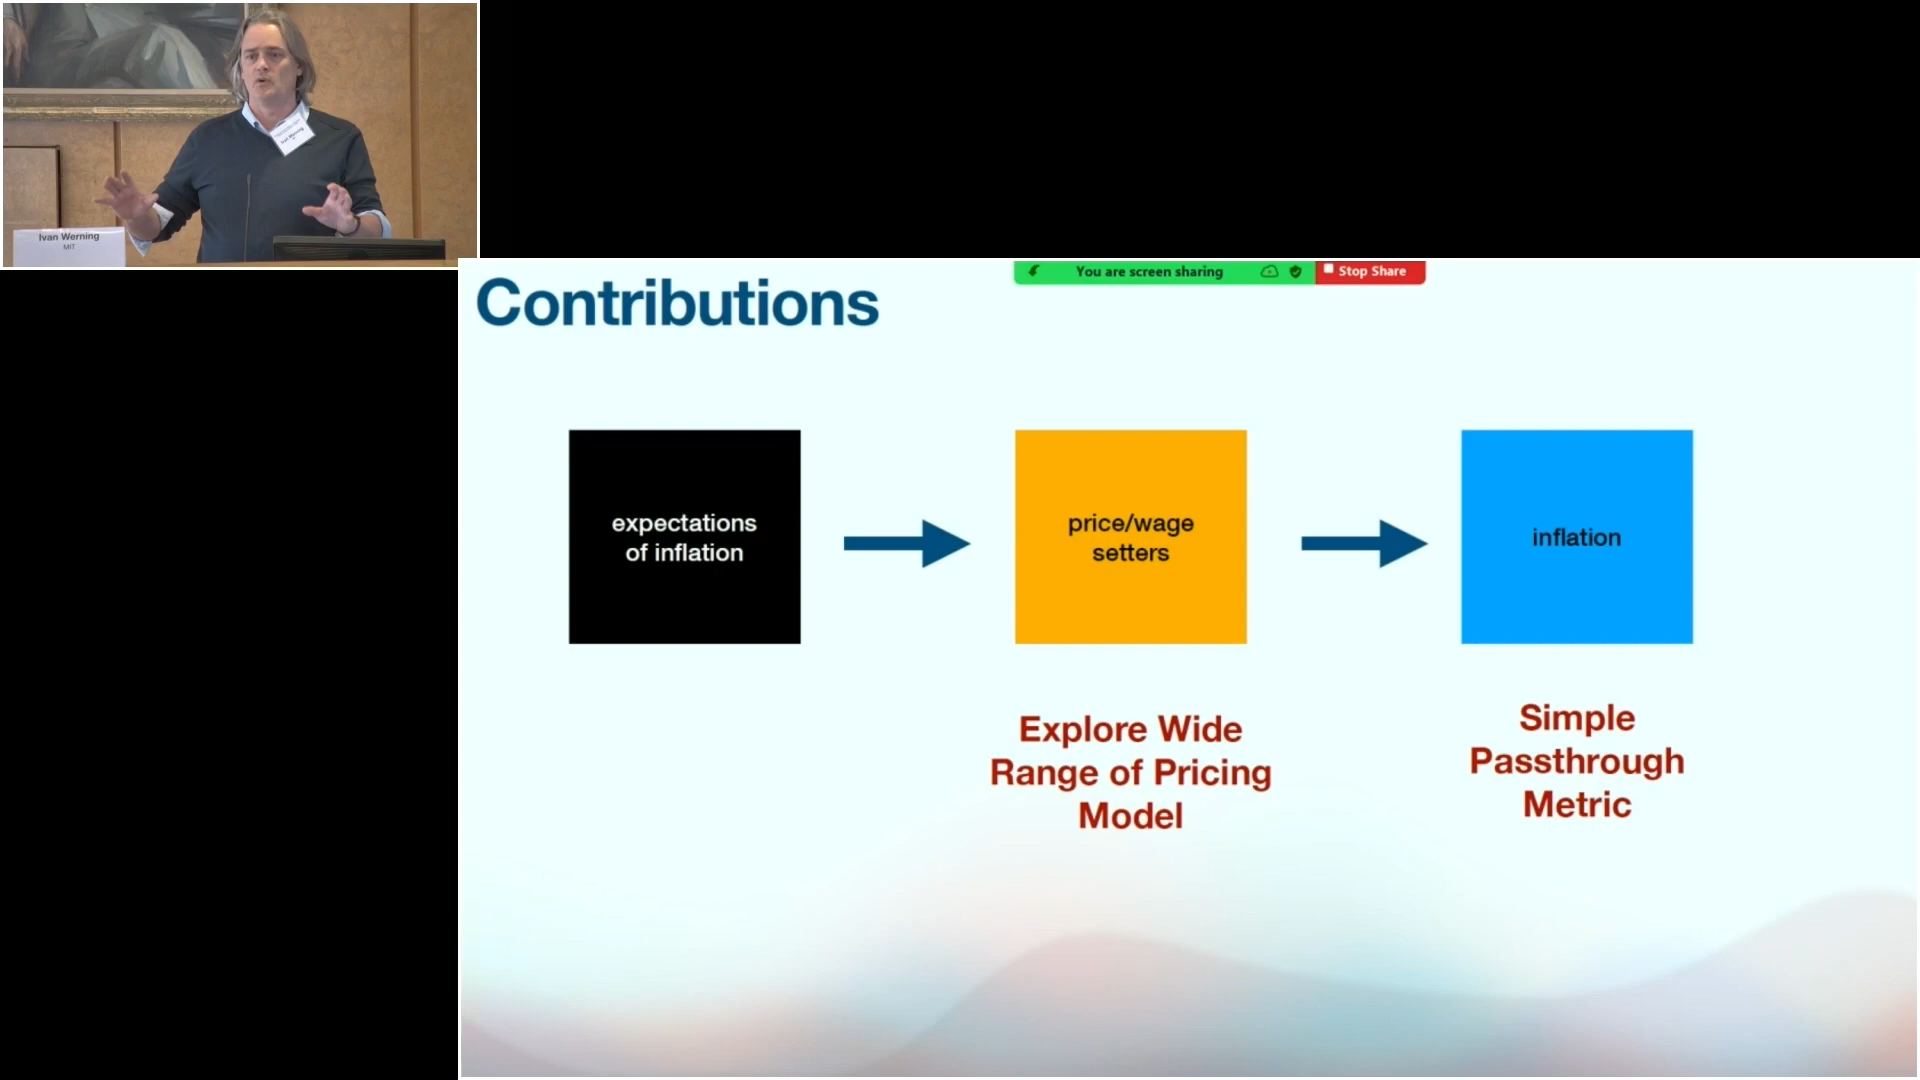 Ivan Werning
MIT
You are screen sharing
Stop Share
Contributions
expectations
of inflation
price/wage
setters
inflation
Explore Wide
Range of Pricing
Model
Simple
Passthrough
Metric